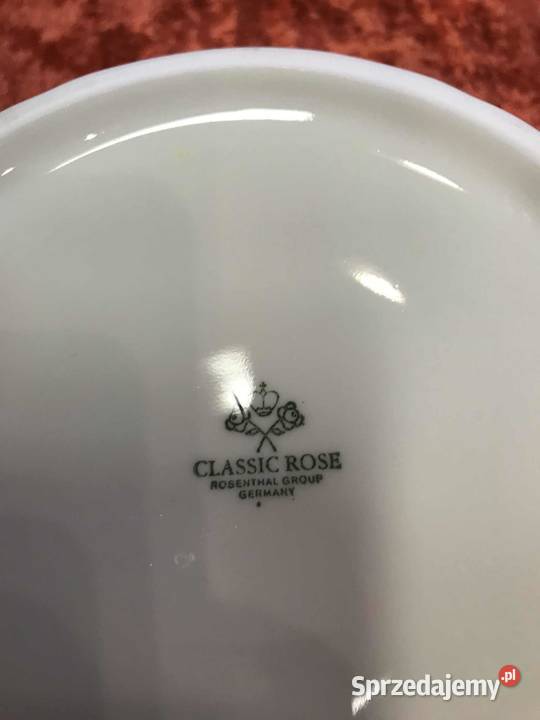 CLASSIC ROSE
ROSENTHAL GROUP
GERMANY
Sprzedajemy.pl